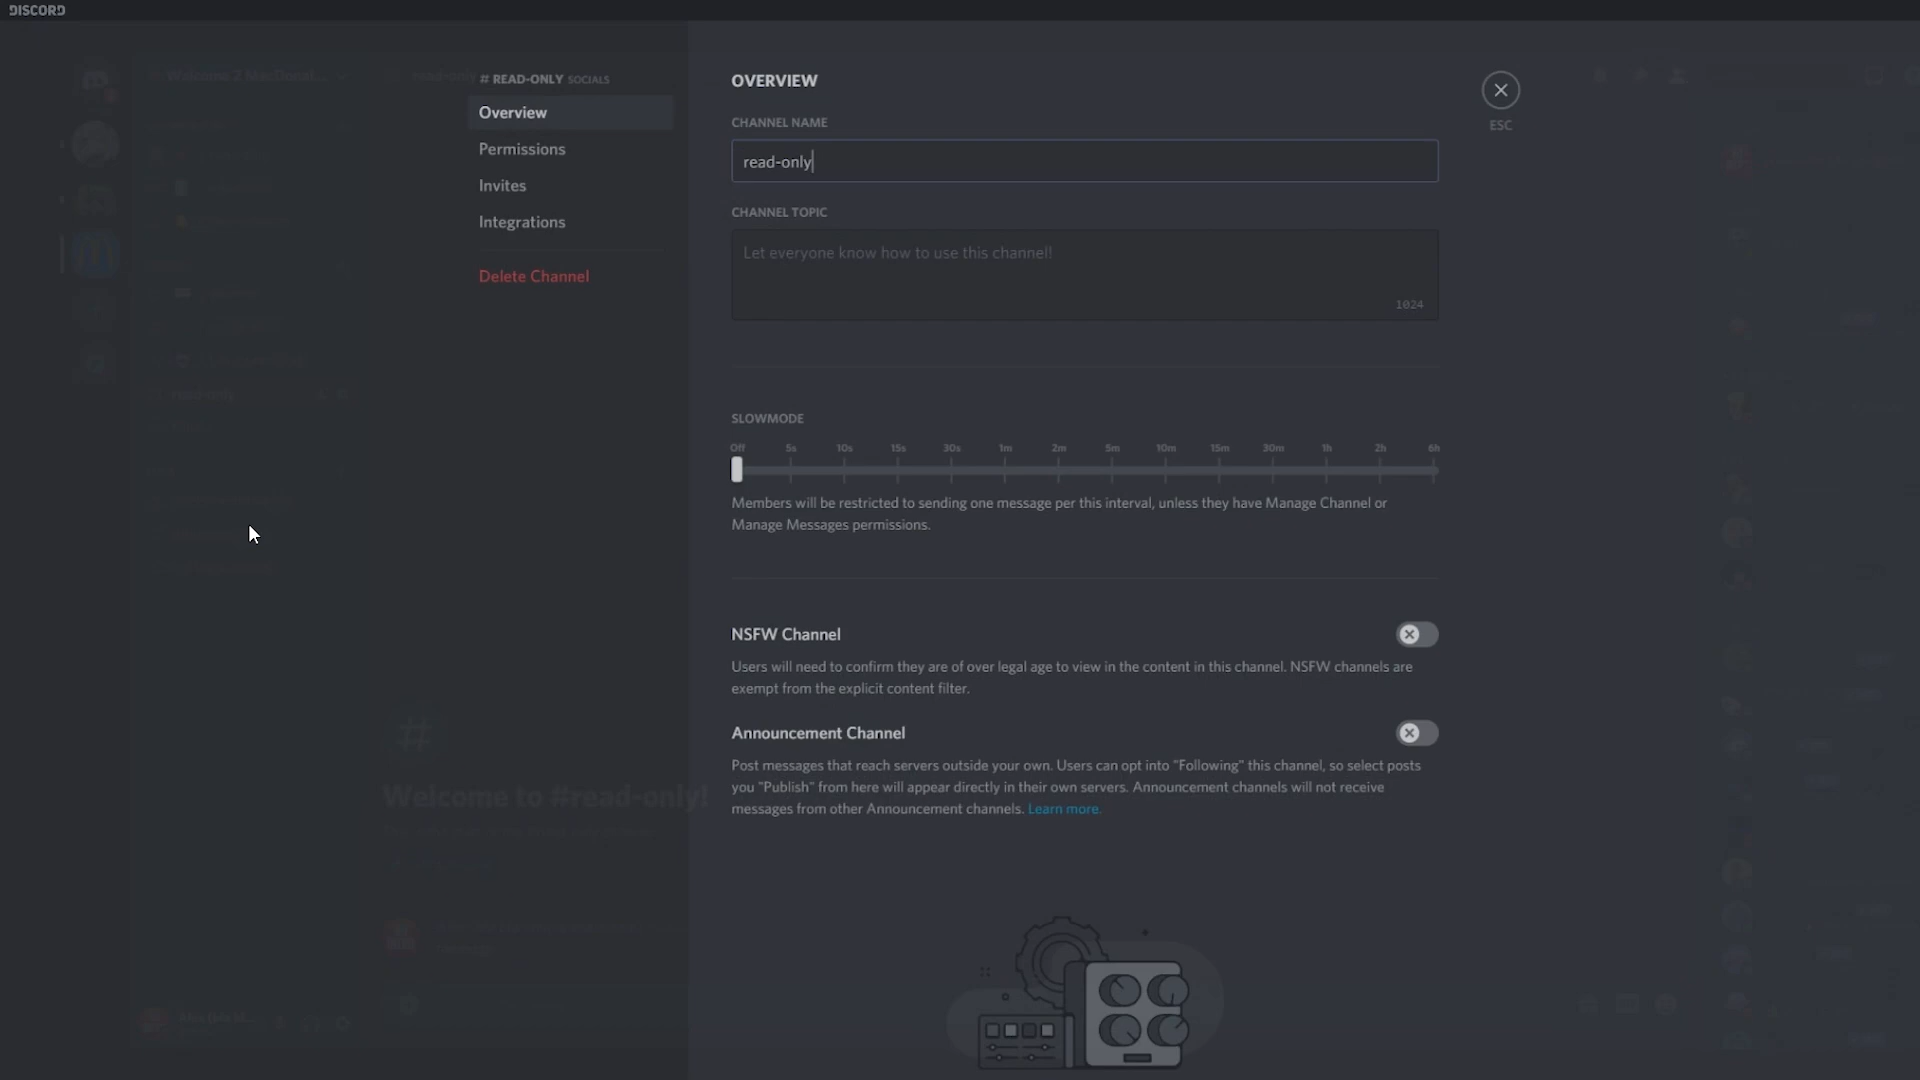 DISCORD
Welcome 2 MacDonal...
# READ-ONLY SOCIALS
Overview
Permissions
Invites
Integrations
Delete Channel
read-only
Welcome to #read-only!
OVERVIEW
ESC
CHANNEL NAME
read-only
CHANNEL TOPIC
Let everyone know how to use this channel!
1024
SLOWMODE
Off 5s 10s 15s 30s 1m 2m 5m 10m 15m 30m 1h 2h 6h
Members will be restricted to sending one message per this interval, unless they have Manage Channel or
Manage Messages permissions.
NSFW Channel
Users will need to confirm they are of over legal age to view in the content in this channel. NSFW channels are
exempt from the explicit content filter.
Announcement Channel
Post messages that reach servers outside your own. Users can opt into "Following" this channel, so select posts
you "Publish" from here will appear directly in their own servers. Announcement channels will not receive
messages from other Announcement channels. Learn more.